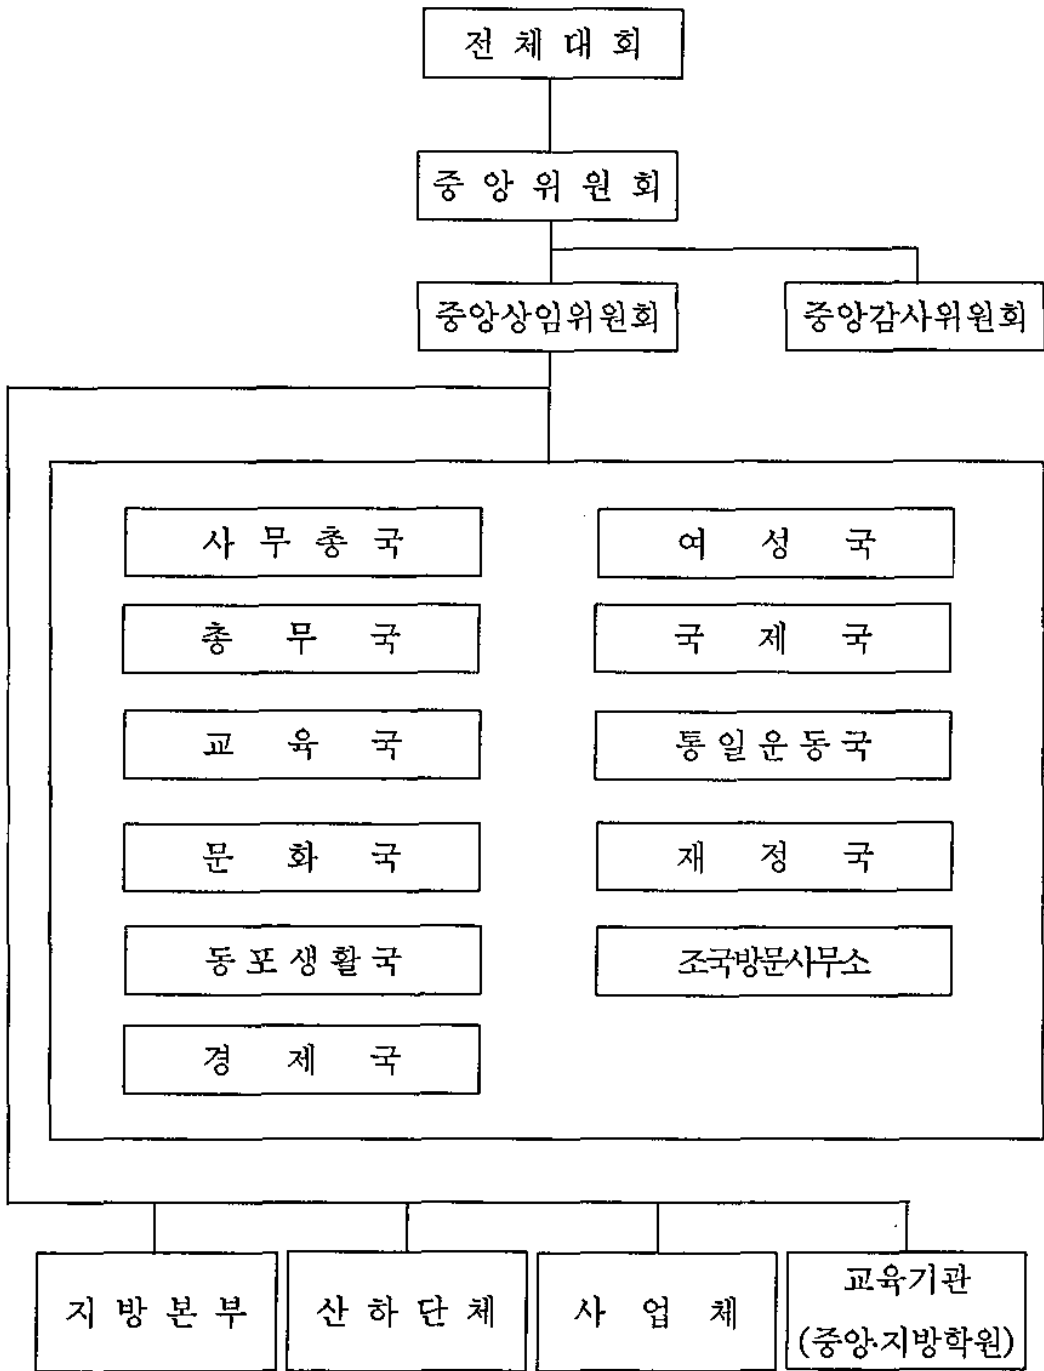 전체대회
중앙위원회
중앙상임위원회
중앙감사위원회
사무총국
여성국
총무국
국제국
교육국
통일운동국
문화국
재정국
동포생활국
조국방문사무소
경제국
지방본부
산하단체
사업체
교육기관
(중앙·지방학원)